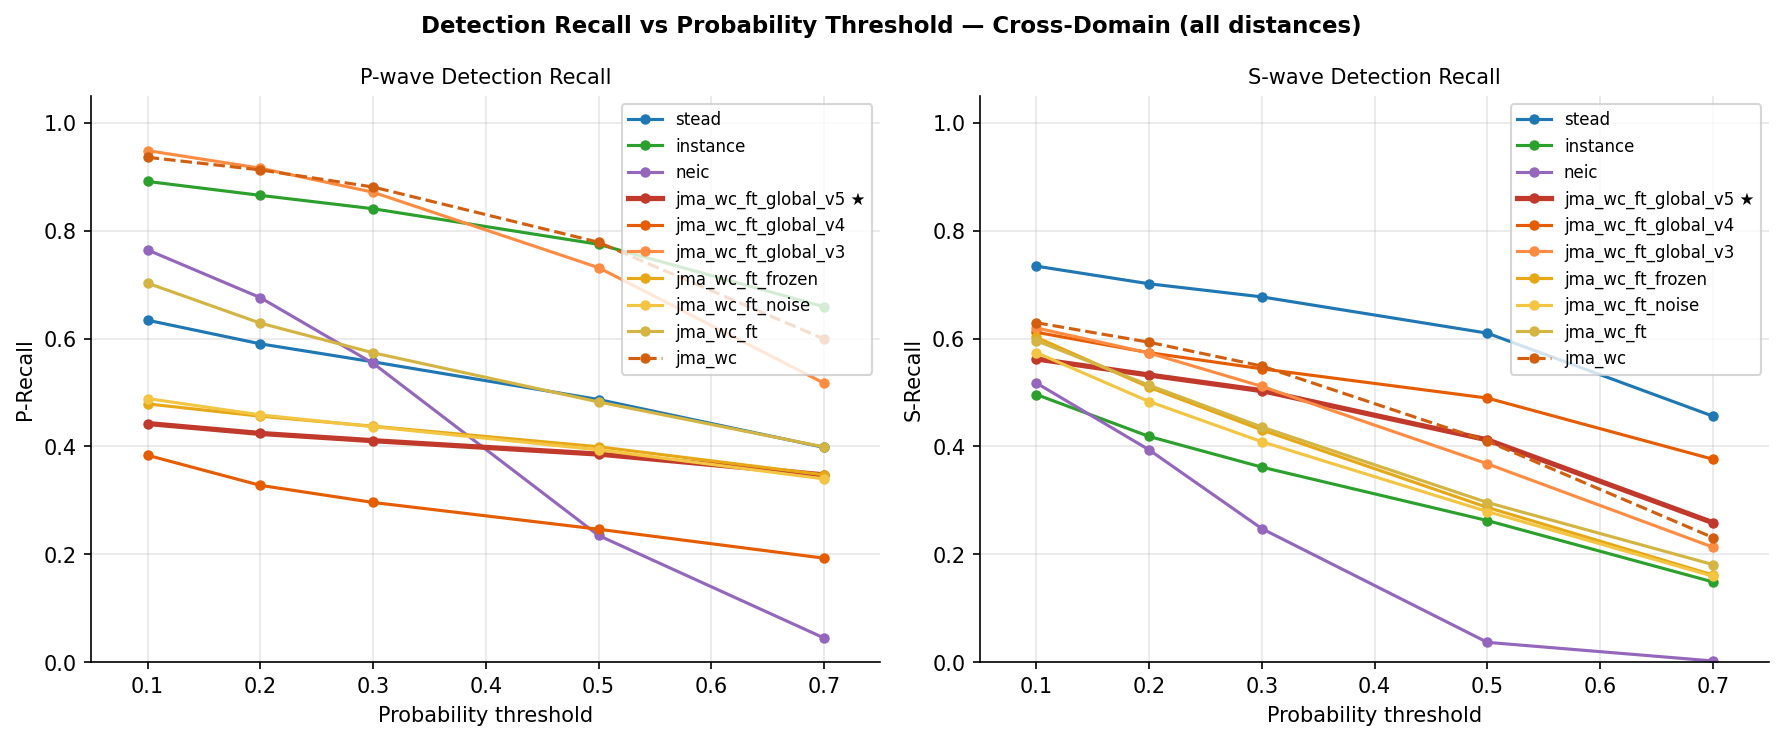 Detection Recall vs Probability Threshold — Cross-Domain (all distances)
P-wave Detection Recall
P-Recall
1.0
0.8
0.6
0.4
0.2
0.0
0.1 0.2 0.3 0.4 0.5 0.6 0.7
Probability threshold
stead
instance
neic
jma_wc_ft_global_v5 ★
jma_wc_ft_global_v4
jma_wc_ft_global_v3
jma_wc_ft_frozen
jma_wc_ft_noise
jma_wc_ft
jma_wc
S-wave Detection Recall
S-Recall
1.0
0.8
0.6
0.4
0.2
0.0
0.1 0.2 0.3 0.4 0.5 0.6 0.7
Probability threshold
stead
instance
neic
jma_wc_ft_global_v5 ★
jma_wc_ft_global_v4
jma_wc_ft_global_v3
jma_wc_ft_frozen
jma_wc_ft_noise
jma_wc_ft
jma_wc